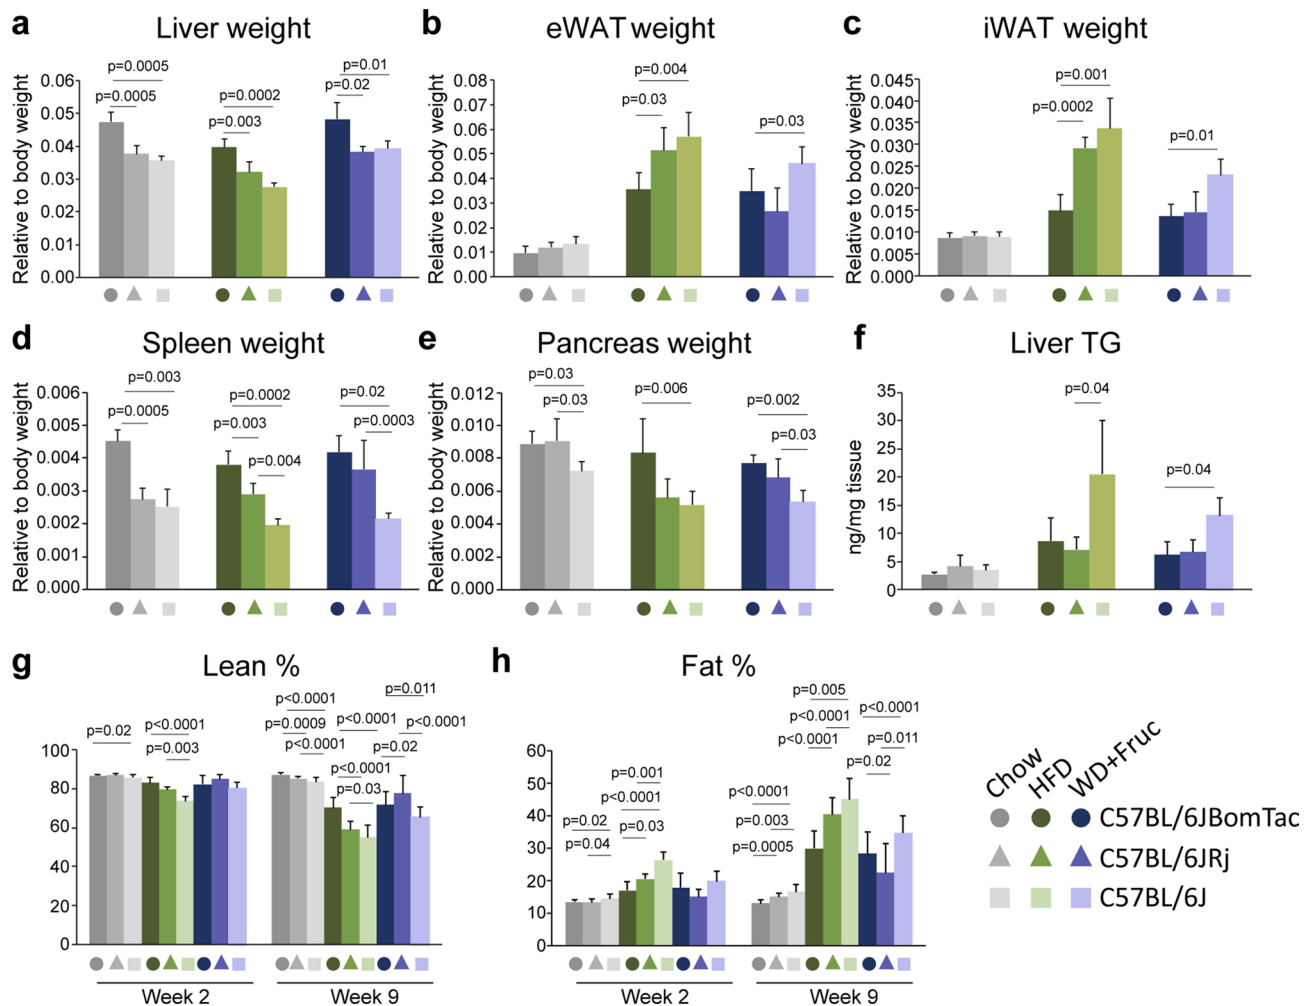 a Liver weight
Relative to body weight
0.06
0.05
0.04
0.03
0.02
0.01
0.00
p=0.0005
p=0.0005
p=0.0002
p=0.003
p=0.01
p=0.02
b eWAT weight
0.08
0.07
0.06
0.05
0.04
0.03
0.02
0.01
0.00
p=0.004
p=0.03
p=0.03
c iWAT weight
Relative to body weight
0.045
0.040
0.035
0.030
0.025
0.020
0.015
0.010
0.005
0.000
p=0.001
p=0.0002
p=0.01
d Spleen weight
Relative to body weight
0.006
0.005
0.004
0.003
0.002
0.001
0.000
p=0.003
p=0.0005
p=0.0002
p=0.003
p=0.004
p=0.02
p=0.0003
e Pancreas weight
Relative to body weight
0.012
0.010
0.008
0.006
0.004
0.002
0.000
p=0.03
p=0.03
p=0.006
p=0.002
p=0.03
f Liver TG
ng/mg tissue
35
30
25
20
15
10
5
0
p=0.04
p=0.04
g Lean %
100
80
60
40
20
0
p=0.02
p<0.0001
p=0.003
p<0.0001
p=0.0009
p<0.0001
p<0.0001
p<0.0001
p=0.03
p=0.011
p<0.0001
p=0.02
Week 2
Week 9
h Fat %
60
50
40
30
20
10
0
p=0.02
p=0.04
p=0.001
p<0.0001
p=0.03
p<0.0001
p=0.003
p=0.0005
p=0.005
p<0.0001
p<0.0001
p<0.0001
p=0.011
p=0.02
Week 2
Week 9
Chow
HFD
WD+Fruc
C57BL/6JBomTac
C57BL/6JRj
C57BL/6J